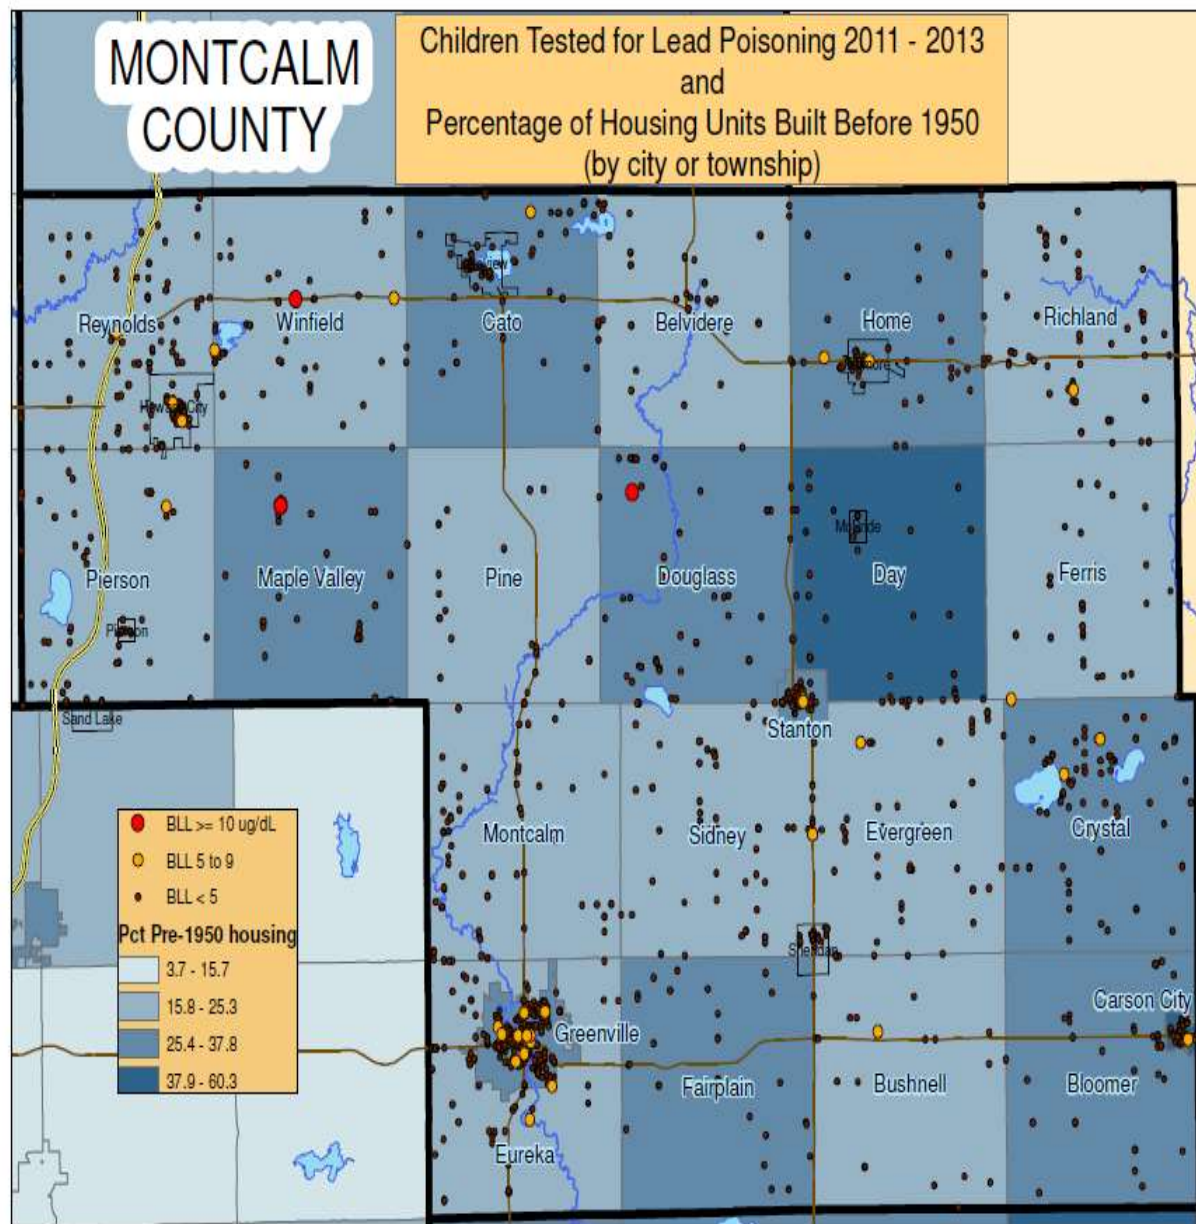 MONTCALM
COUNTY
Children Tested for Lead Poisoning 2011 - 2013
and
Percentage of Housing Units Built Before 1950
(by city or township)
Reynolds
Winfield
Cato
Belvidere
Home
Richland
Howard City
Pierson
Maple Valley
Pine
Douglass
Day
Ferris
Pierson
Sand Lake
Stanton
Montcalm
Sidney
Evergreen
Crystal
BLL >= 10 ug/dL
BLL 5 to 9
BLL < 5
Pct Pre-1950 housing
3.7 - 15.7
15.8 - 25.3
25.4 - 37.8
37.9 - 60.3
Sheridan
Greenville
Carson City
Fairplain
Bushnell
Bloomer
Eureka